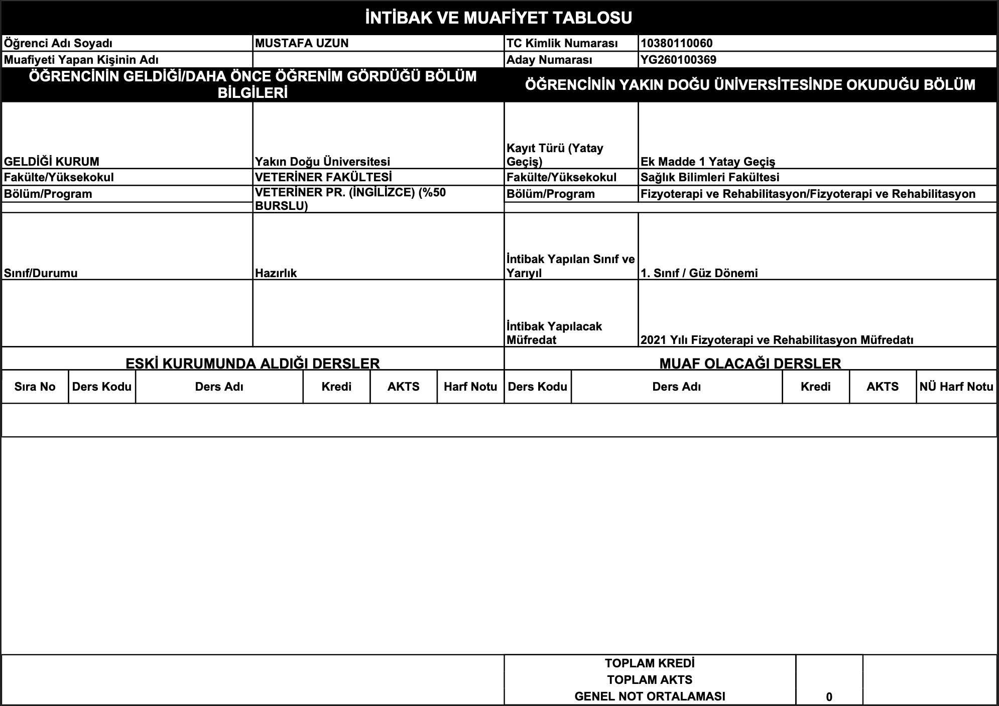 İNTİBAK VE MUAFİYET TABLOSU
Öğrenci Adı Soyadı MUSTAFA UZUN TC Kimlik Numarası 10380110060
Muafiyeti Yapan Kişinin Adı Aday Numarası YG260100369
ÖĞRENCİNİN GELDİĞİ/DAHA ÖNCE ÖĞRENİM GÖRDÜĞÜ BÖLÜM
BİLGİLERİ
ÖĞRENCİNİN YAKIN DOĞU ÜNİVERSİTESİNDE OKUDUĞU BÖLÜM
GELDİĞİ KURUM Yakın Doğu Üniversitesi
Kayıt Türü (Yatay
Geçiş) Ek Madde 1 Yatay Geçiş
Fakülte/Yüksekokul VETERİNER FAKÜLTESİ Fakülte/Yüksekokul Sağlık Bilimleri Fakültesi
Bölüm/Program VETERİNER PR. (İNGİLİZCE) (%50
BURSLU)
Bölüm/Program Fizyoterapi ve Rehabilitasyon/Fizyoterapi ve Rehabilitasyon
Sınıf/Durumu Hazırlık
İntibak Yapılan Sınıf ve
Yarıyıl 1. Sınıf / Güz Dönemi
İntibak Yapılacak
Müfredat 2021 Yılı Fizyoterapi ve Rehabilitasyon Müfredatı
ESKİ KURUMUNDA ALDIĞI DERSLER MUAF OLACAĞI DERSLER
Sıra No Ders Kodu Ders Adı Kredi AKTS Harf Notu Ders Kodu Ders Adı Kredi AKTS NÜ Harf Notu
TOPLAM KREDİ
TOPLAM AKTS
GENEL NOT ORTALAMASI 0